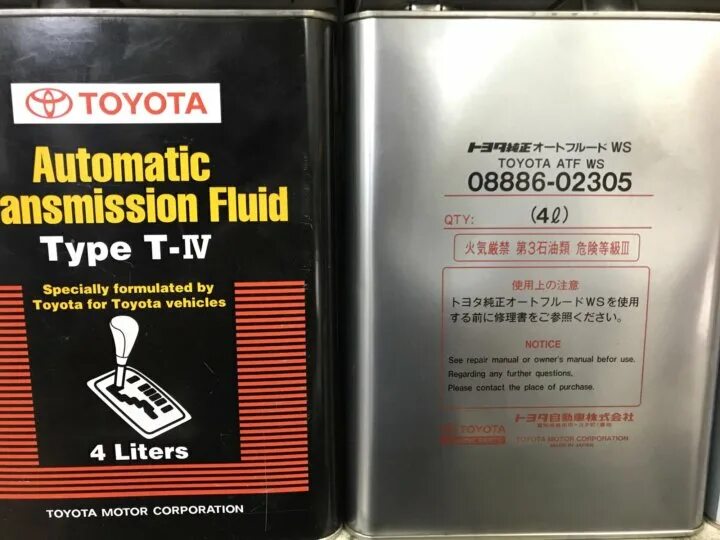 TOYOTA
Automatic
ansmission Fluid
Type T-IV
Specially formulated by
Toyota for Toyota vehicles
4 Liters
TOYOTA MOTOR CORPORATION
トヨタ純正オートフルード WS
TOYOTA ATF WS
08886-02305
QTY: (4ℓ)
火気厳禁 第3石油類 危険等級Ⅲ
使用上の注意
トヨタ純正オートフルードWSを使用
する前に修理書をご参照ください。
NOTICE
See repair manual or owner's manual befor use.
Regarding any further questions,
Please contact the place of purchase.
トヨタ自動車株式会社
TOYOTA
TOYOTA MOTOR CORPORATION
MADE IN JAPAN